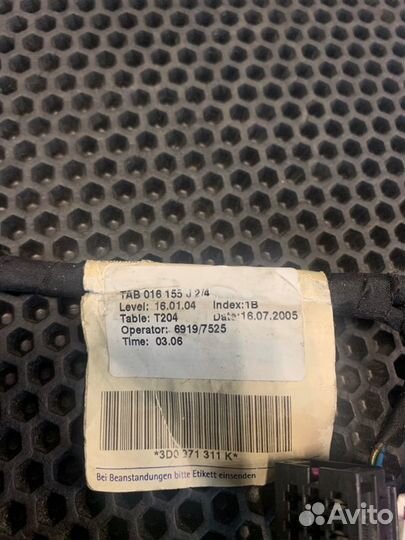 TAB 016 155 J 2/4
Level: 16.01.04 Index:1B
Table: T204 Date:16.07.2005
Operator: 6919/7525
Time: 03.06
*3D0 971 311 K*
Bei Beanstandungen bitte Etikett einsenden
Avito